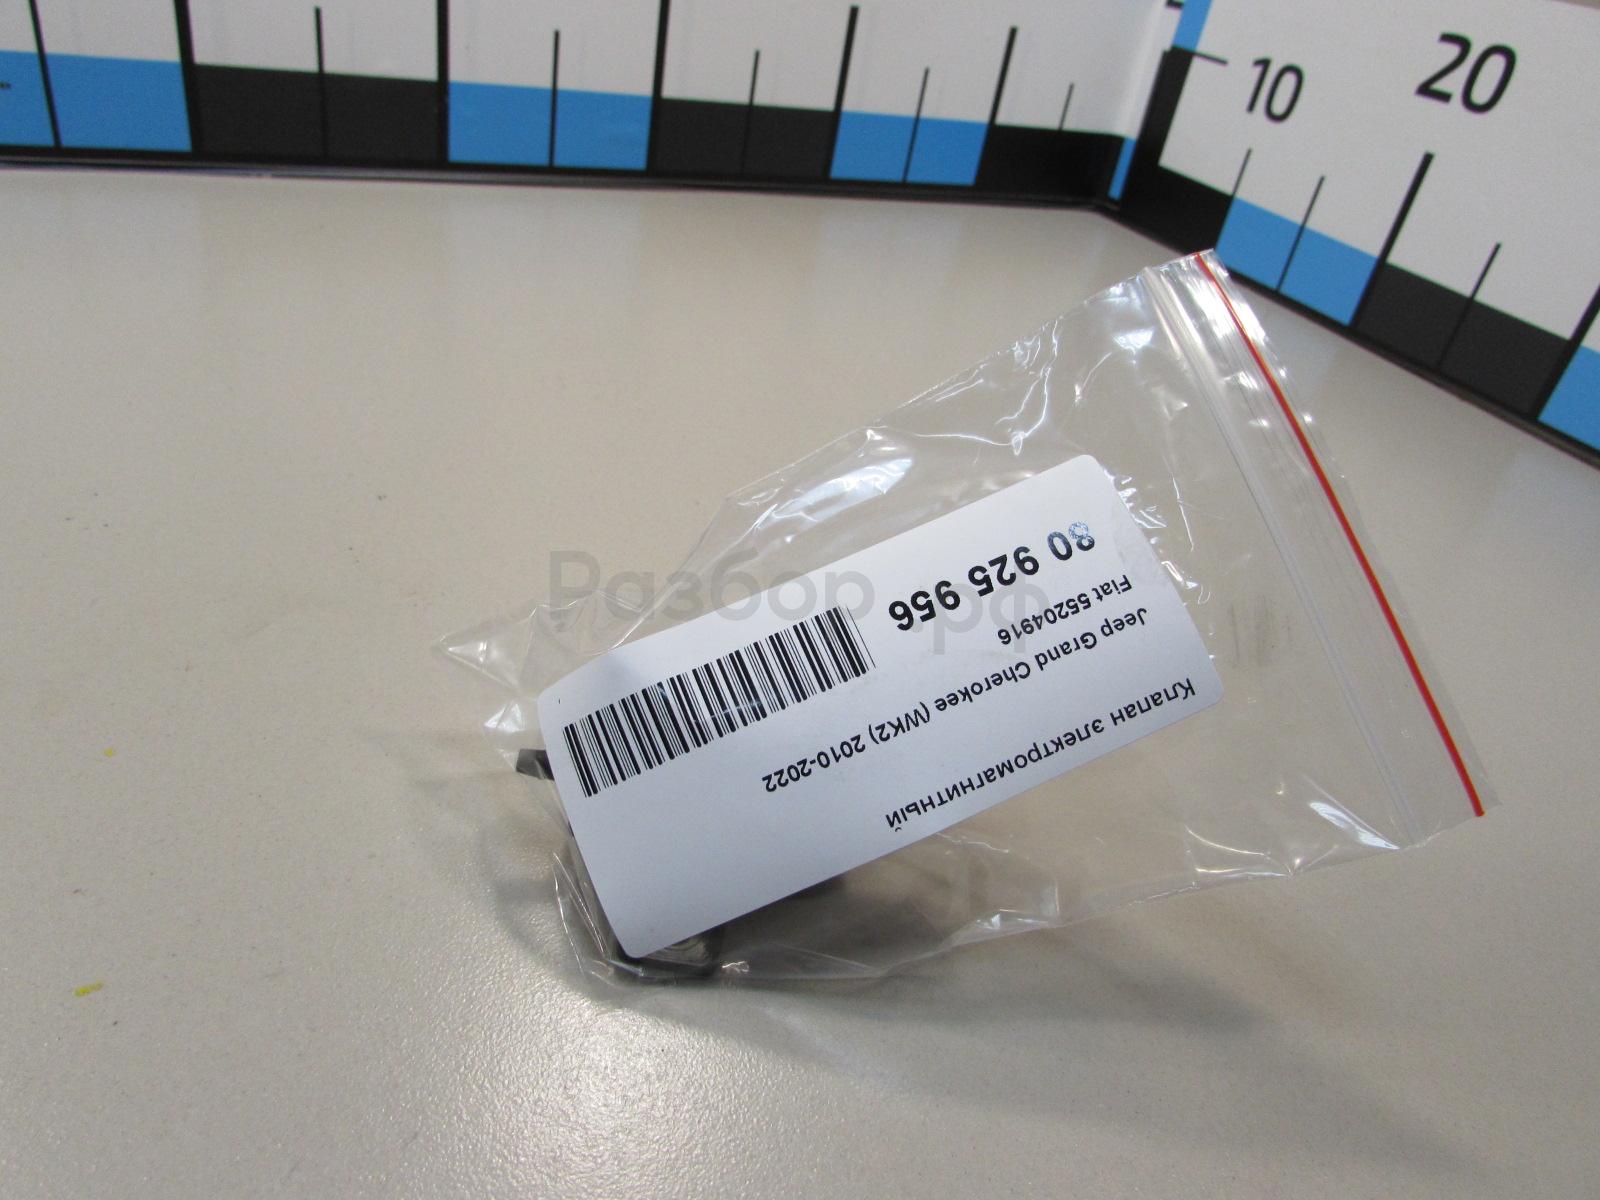 10
20
Клапан электромагнитный
Jeep Grand Cherokee (WK2) 2010-2022
Fiat 55204916
80 925 956
Разбор.рф